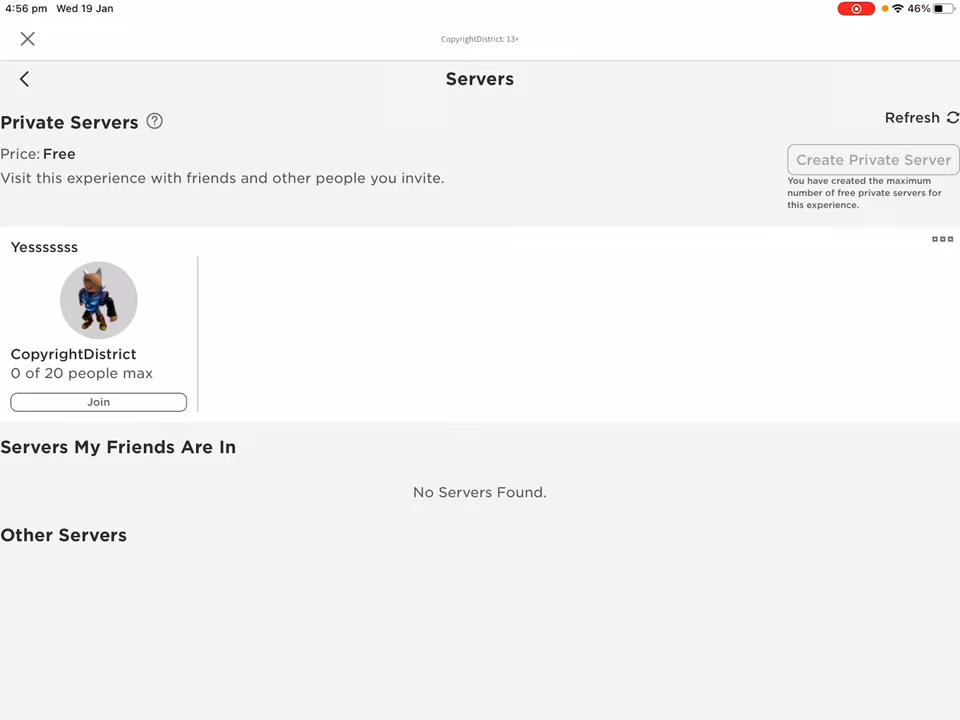 4:56 pm Wed 19 Jan
46%
CopyrightDistrict: 13+
Servers
Private Servers
Refresh
Price: Free
Create Private Server
Visit this experience with friends and other people you invite.
You have created the maximum
number of free private servers for
this experience.
Yesssssss
CopyrightDistrict
0 of 20 people max
Join
Servers My Friends Are In
No Servers Found.
Other Servers